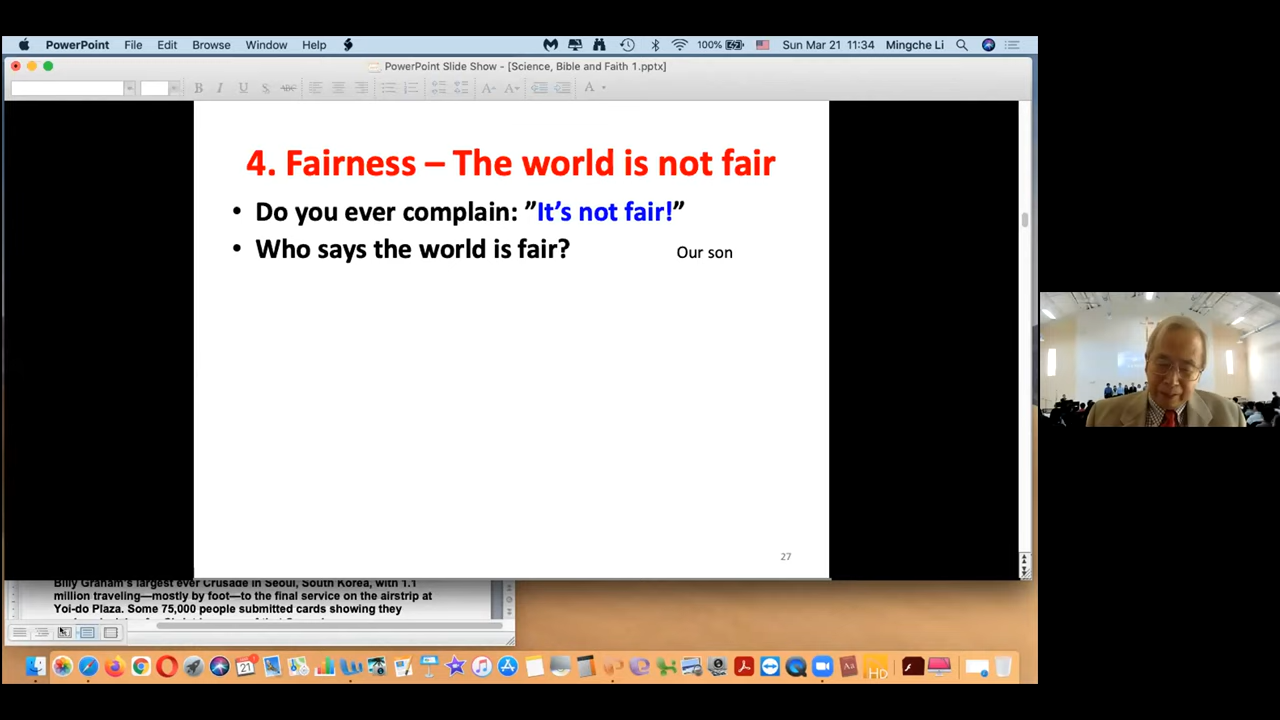 PowerPoint File Edit Browse Window Help 100% Sun Mar 21 11:34 Mingche Li
PowerPoint Slide Show - [Science, Bible and Faith 1.pptx]
B I U S ABC A A A
4. Fairness – The world is not fair
• Do you ever complain: ”It’s not fair!”
• Who says the world is fair? Our son
27
Billy Graham's largest ever Crusade in Seoul, South Korea, with 1.1
million traveling—mostly by foot—to the final service on the airstrip at
Yoi-do Plaza. Some 75,000 people submitted cards showing they
21
HD